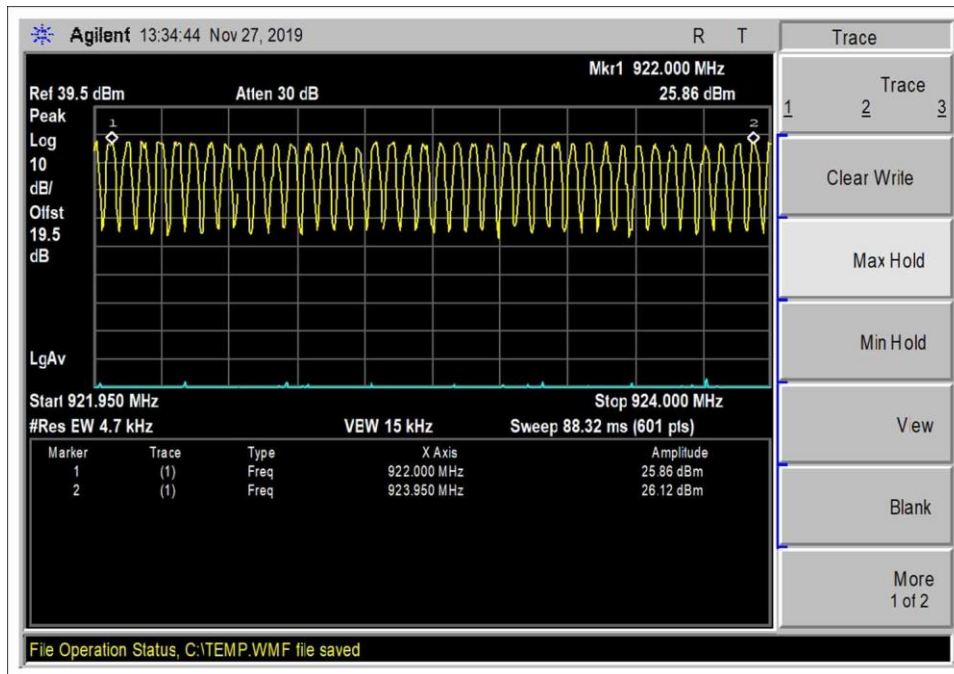 Agilent 13:34:44 Nov 27, 2019 R T
Trace
Mkr1 922.000 MHz
Ref 39.5 dBm Atten 30 dB 25.86 dBm
Peak
Log
10
dB/
Offst
19.5
dB
LgAv
1
2
Start 921.950 MHz Stop 924.000 MHz
#Res EW 4.7 kHz VEW 15 kHz Sweep 88.32 ms (601 pts)
Marker Trace Type X Axis Amplitude
1 (1) Freq 922.000 MHz 25.86 dBm
2 (1) Freq 923.950 MHz 26.12 dBm
Trace
1 2 3
Clear Write
Max Hold
Min Hold
View
Blank
More
1 of 2
File Operation Status, C:\TEMP.WMF file saved